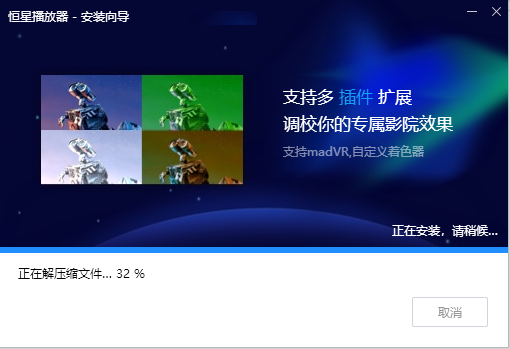 恒星播放器 - 安装向导
支持多 插件 扩展
调校你的专属影院效果
支持madVR,自定义着色器
正在安装，请稍候...
正在解压缩文件... 32 %
取消